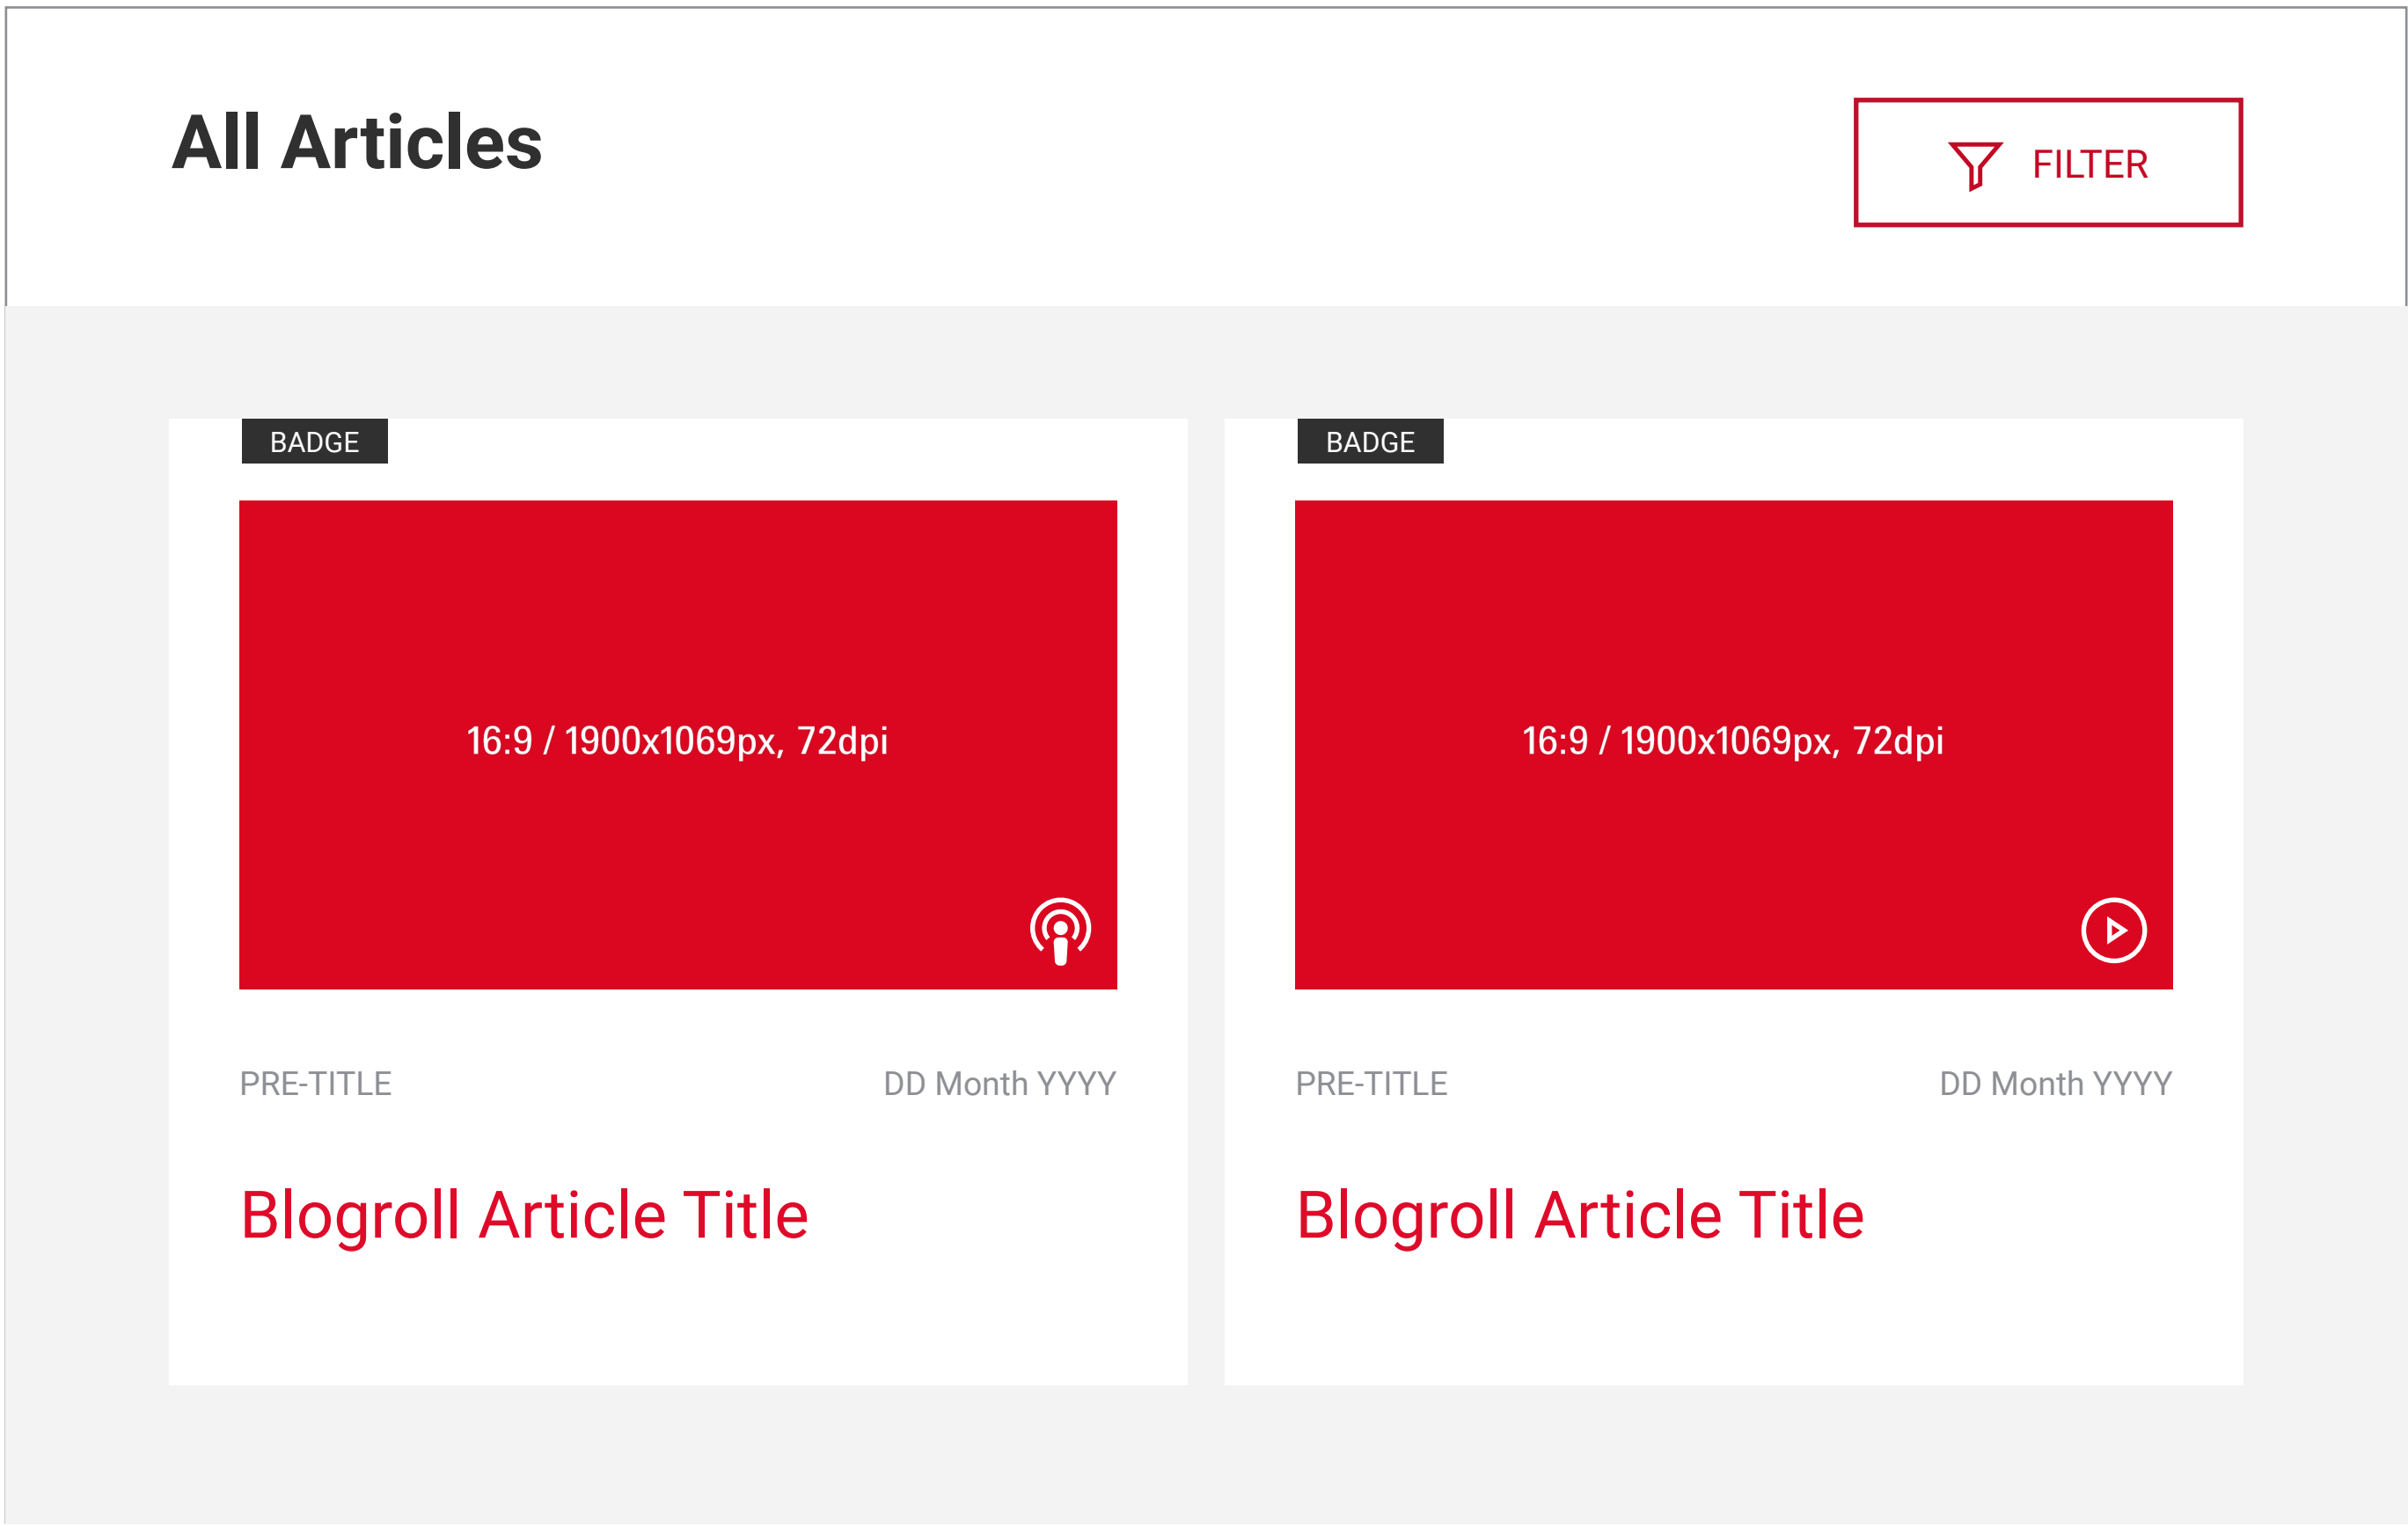 All Articles
FILTER
BADGE
16:9 / 1900x1069px, 72dpi
PRE-TITLE
DD Month YYYY
Blogroll Article Title
BADGE
16:9 / 1900x1069px, 72dpi
PRE-TITLE
DD Month YYYY
Blogroll Article Title